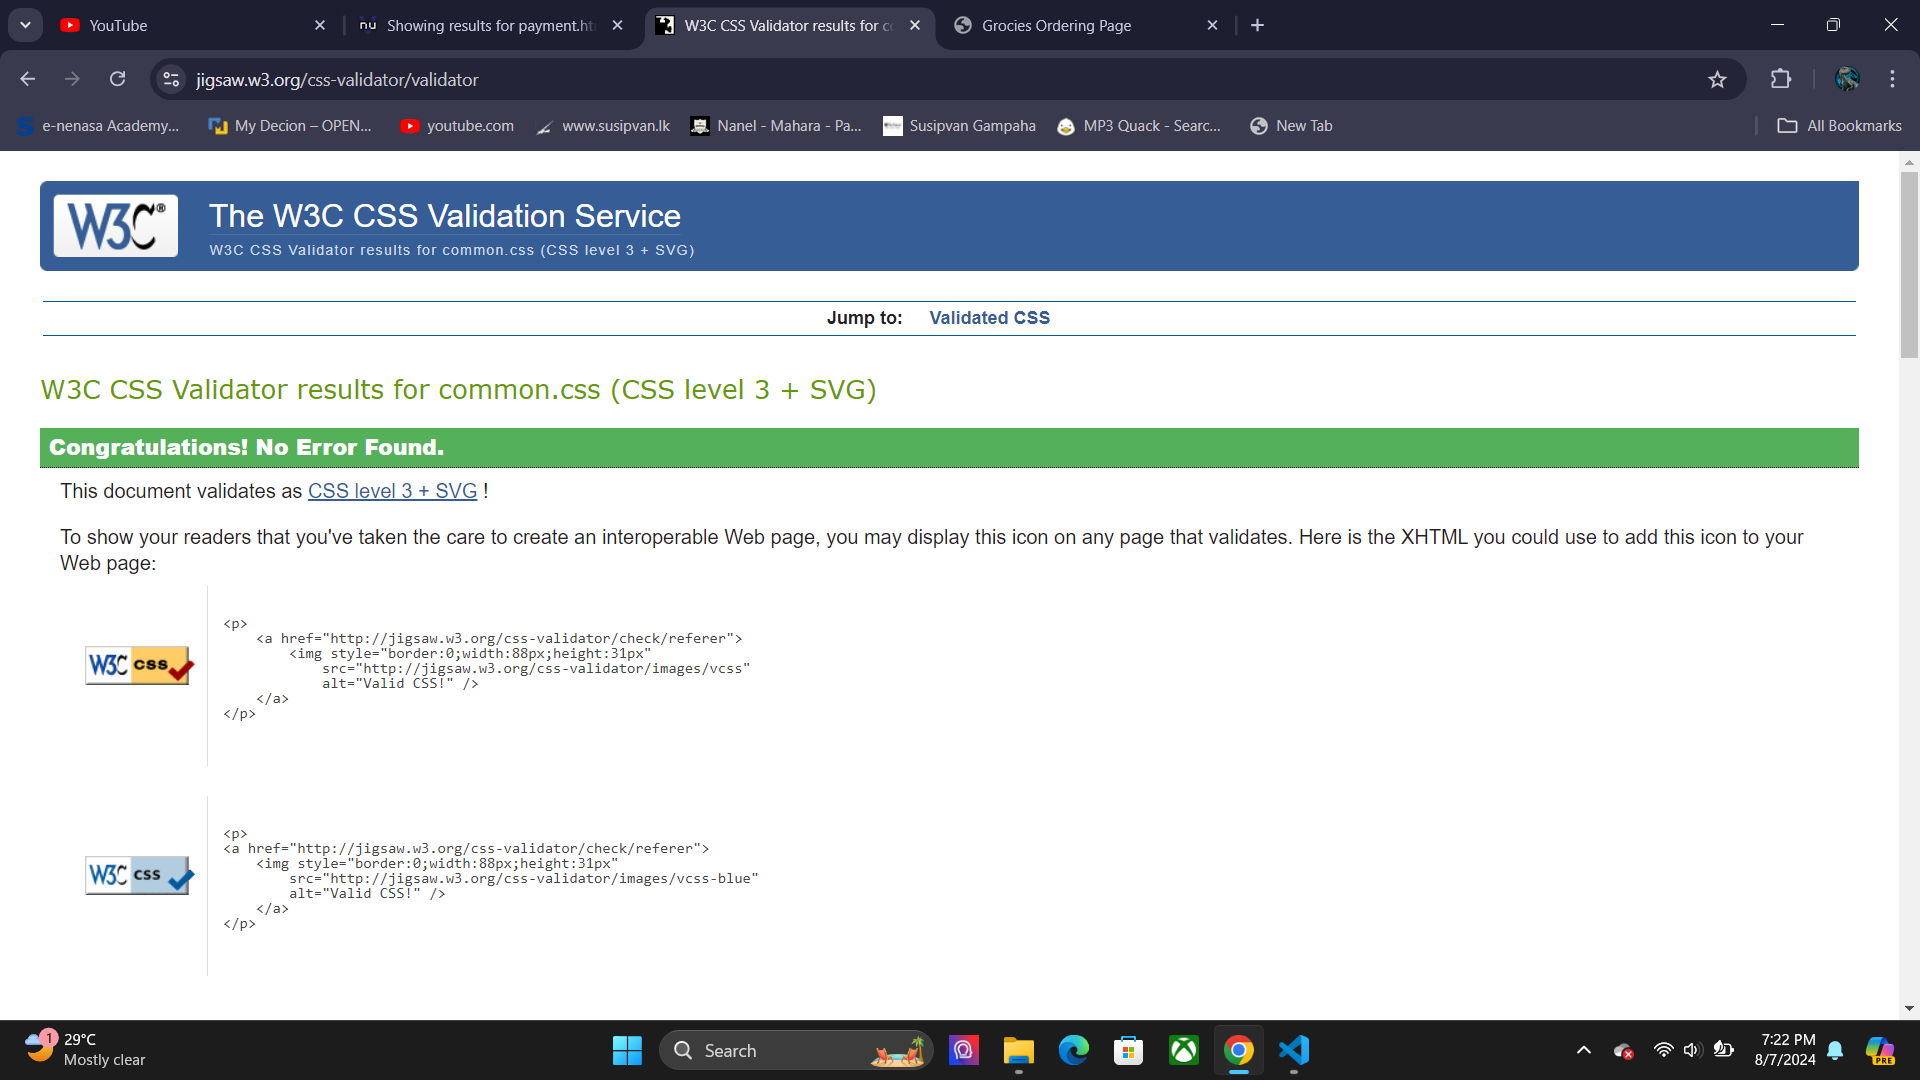 YouTube
Showing results for payment.ht
W3C CSS Validator results for co
Grocies Ordering Page
jigsaw.w3.org/css-validator/validator
e-nenasa Academy...
My Decion – OPEN...
youtube.com
www.susipvan.lk
Nanel - Mahara - Pa...
Susipvan Gampaha
MP3 Quack - Searc...
New Tab
All Bookmarks
W3C®
The W3C CSS Validation Service
W3C CSS Validator results for common.css (CSS level 3 + SVG)
Jump to: Validated CSS
W3C CSS Validator results for common.css (CSS level 3 + SVG)
Congratulations! No Error Found.
This document validates as CSS level 3 + SVG !
To show your readers that you've taken the care to create an interoperable Web page, you may display this icon on any page that validates. Here is the XHTML you could use to add this icon to your
Web page:
W3C css
<p>
<a href="http://jigsaw.w3.org/css-validator/check/referer">
<img style="border:0;width:88px;height:31px"
src="http://jigsaw.w3.org/css-validator/images/vcss"
alt="Valid CSS!" />
</a>
</p>
W3C css
<p>
<a href="http://jigsaw.w3.org/css-validator/check/referer">
<img style="border:0;width:88px;height:31px"
src="http://jigsaw.w3.org/css-validator/images/vcss-blue"
alt="Valid CSS!" />
</a>
</p>
1
29°C
Mostly clear
Search
7:22 PM
8/7/2024
PRE